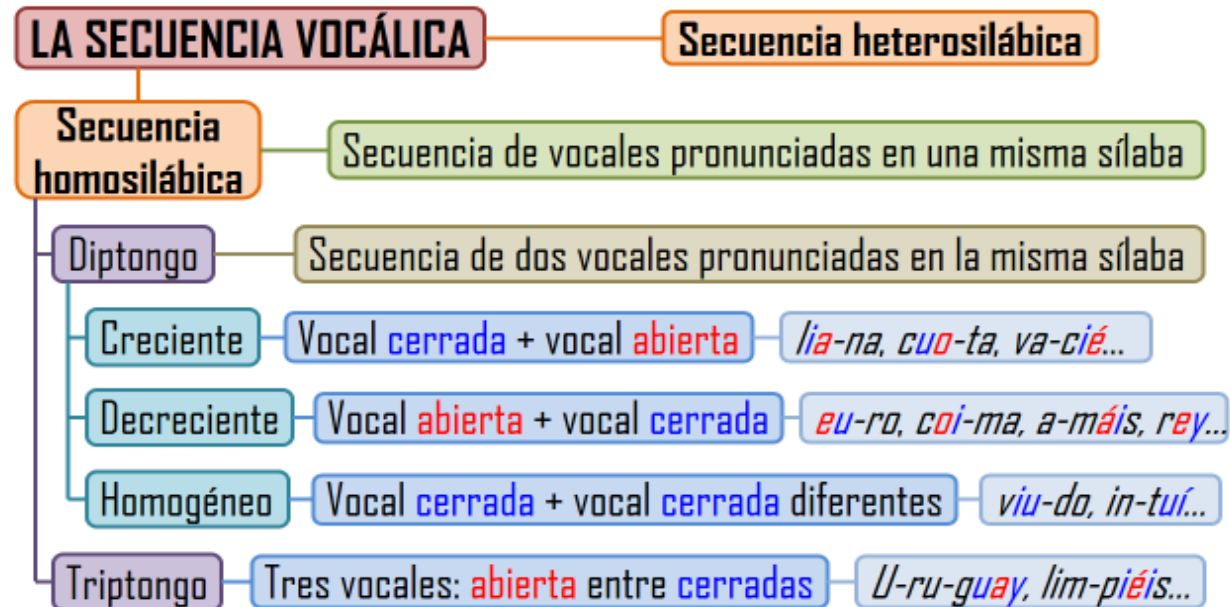 LA SECUENCIA VOCÁLICA
Secuencia heterosilábica
Secuencia
homosilábica
Secuencia de vocales pronunciadas en una misma sílaba
Diptongo
Secuencia de dos vocales pronunciadas en la misma sílaba
Creciente
Vocal cerrada + vocal abierta
lia-na, cuo-ta, va-cié...
Decreciente
Vocal abierta + vocal cerrada
eu-ro, coi-ma, a-máis, rey...
Homogéneo
Vocal cerrada + vocal cerrada diferentes
viu-do, in-tuí...
Triptongo
Tres vocales: abierta entre cerradas
U-ru-guay, lim-piéis...